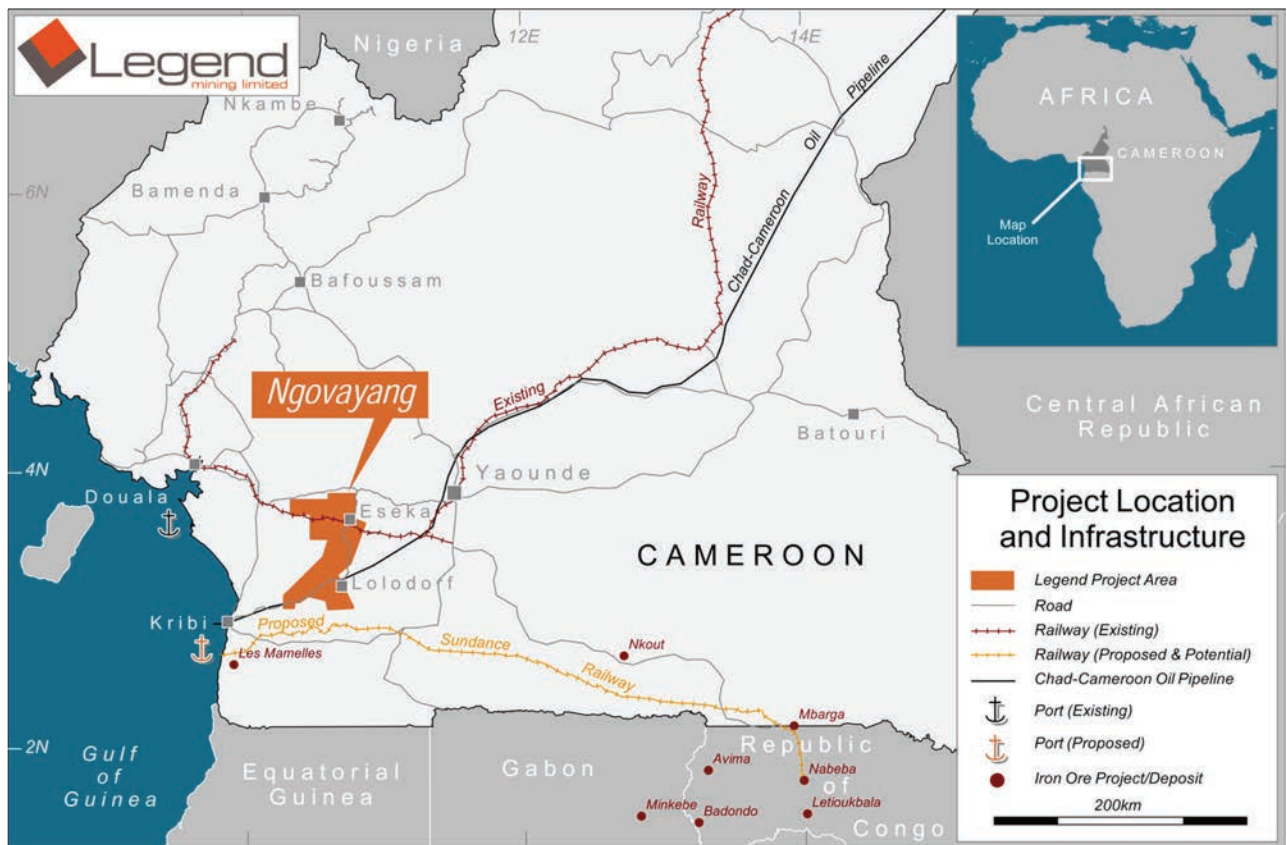 Legend
mining limited
Nigeria
12E
14E
Nkambe
Bamenda
6N
Bafoussam
Railway
Chad-Cameroon Oil Pipeline
AFRICA
CAMEROON
Map
Location
Ngovayang
Existing
Batouri
Central African
Republic
4N
Douala
Yaounde
Eseka
CAMEROON
Lolodorf
Kribi
Proposed Sundance Railway
Les Mamelles
Nkout
Mbarga
2N
Gulf
of
Guinea
Equatorial
Guinea
Gabon
Republic
of
Congo
Avima
Nabeba
Minkebe
Badondo
Letioukbala
Project Location
and Infrastructure
Legend Project Area
Road
Railway (Existing)
Railway (Proposed & Potential)
Chad-Cameroon Oil Pipeline
Port (Existing)
Port (Proposed)
Iron Ore Project/Deposit
200km